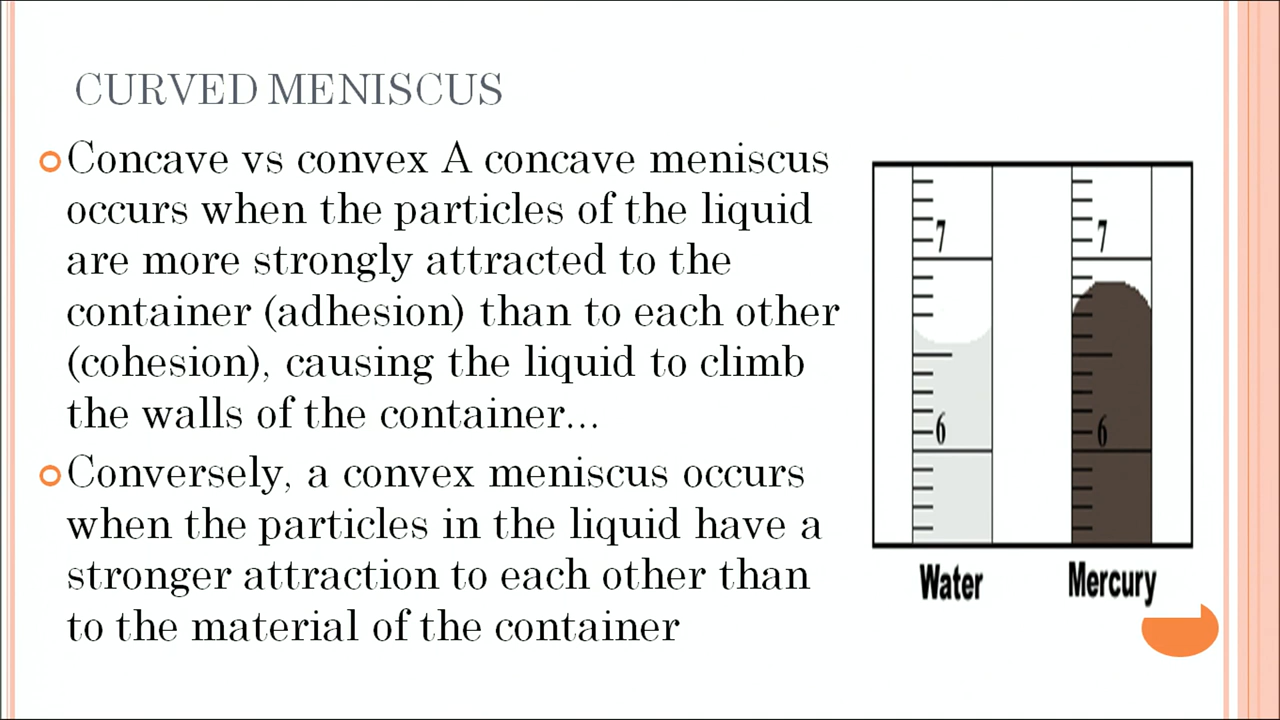 CURVED MENISCUS
Concave vs convex A concave meniscus
occurs when the particles of the liquid
are more strongly attracted to the
container (adhesion) than to each other
(cohesion), causing the liquid to climb
the walls of the container...
Conversely, a convex meniscus occurs
when the particles in the liquid have a
stronger attraction to each other than
to the material of the container
7
7
6
6
Water
Mercury